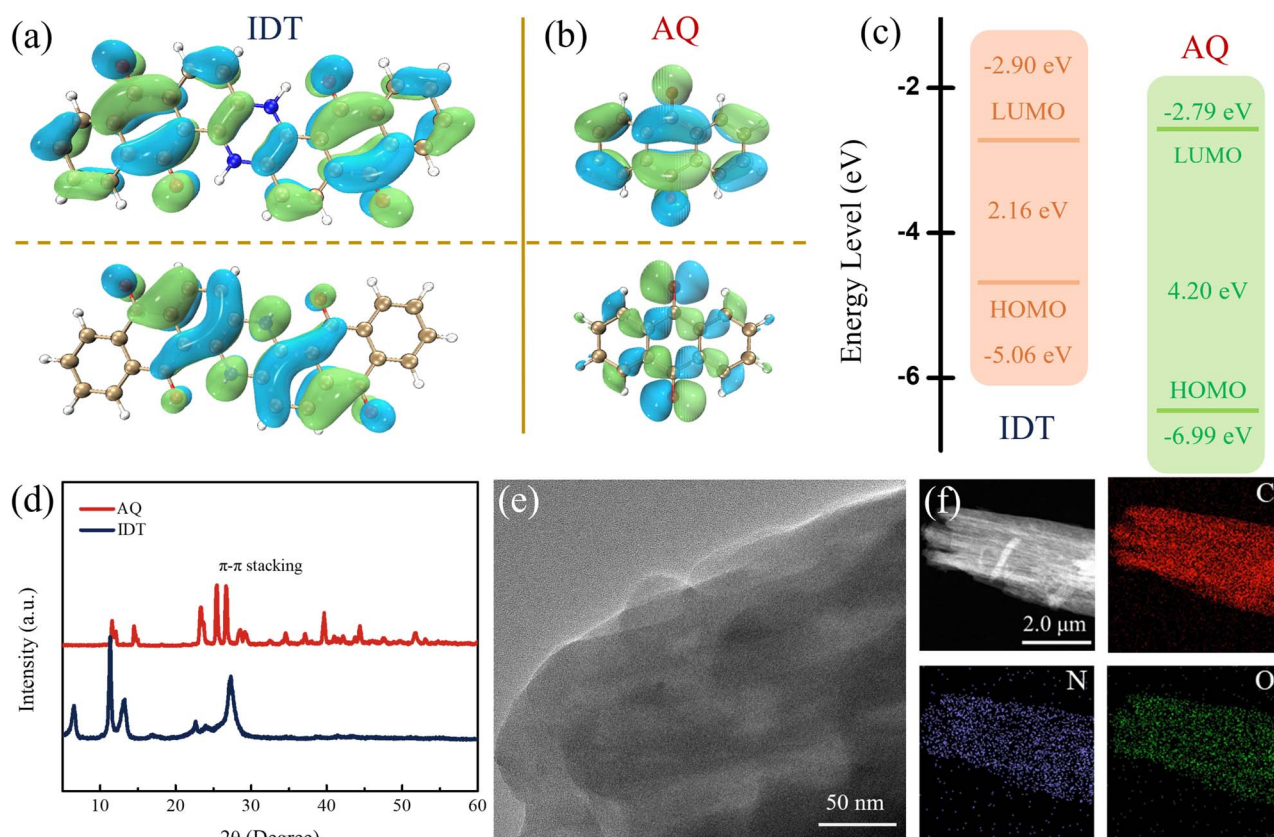 (a)
IDT
(b)
AQ
(c)
Energy Level (eV)
-2
-4
-6
-2.90 eV
LUMO
2.16 eV
HOMO
-5.06 eV
IDT
AQ
-2.79 eV
LUMO
4.20 eV
HOMO
-6.99 eV
(d)
AQ
IDT
π-π stacking
Intensity (a.u.)
10
20
30
40
50
60
2θ (Degree)
(e)
50 nm
(f)
2.0 μm
C
N
O